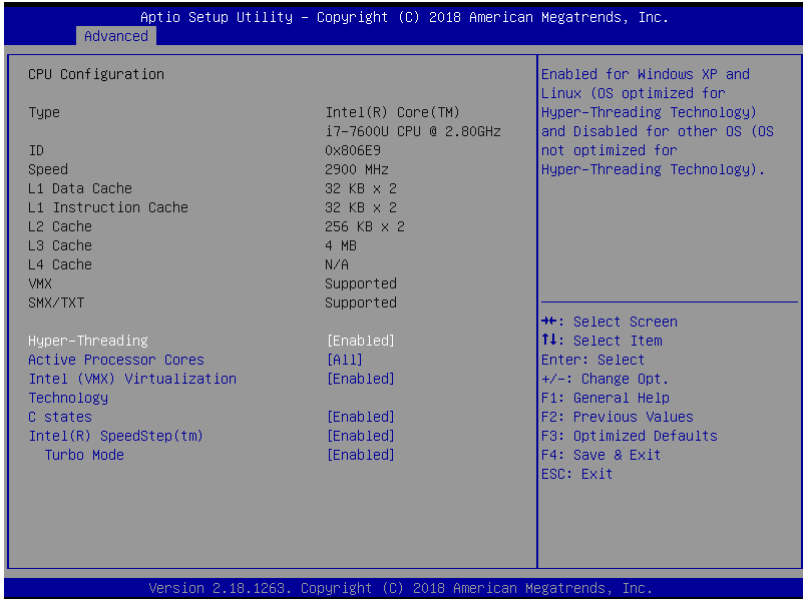 Aptio Setup Utility – Copyright (C) 2018 American Megatrends, Inc.
Advanced
CPU Configuration
Type Intel(R) Core(TM)
i7-7600U CPU @ 2.80GHz
ID 0x806E9
Speed 2900 MHz
L1 Data Cache 32 KB x 2
L1 Instruction Cache 32 KB x 2
L2 Cache 256 KB x 2
L3 Cache 4 MB
L4 Cache N/A
VMX Supported
SMX/TXT Supported
Hyper-Threading [Enabled]
Active Processor Cores [All]
Intel (VMX) Virtualization [Enabled]
Technology
C states [Enabled]
Intel(R) SpeedStep(tm) [Enabled]
Turbo Mode [Enabled]
Enabled for Windows XP and
Linux (OS optimized for
Hyper-Threading Technology)
and Disabled for other OS (OS
not optimized for
Hyper-Threading Technology).
→←: Select Screen
↑↓: Select Item
Enter: Select
+/-: Change Opt.
F1: General Help
F2: Previous Values
F3: Optimized Defaults
F4: Save & Exit
ESC: Exit
Version 2.18.1263. Copyright (C) 2018 American Megatrends, Inc.